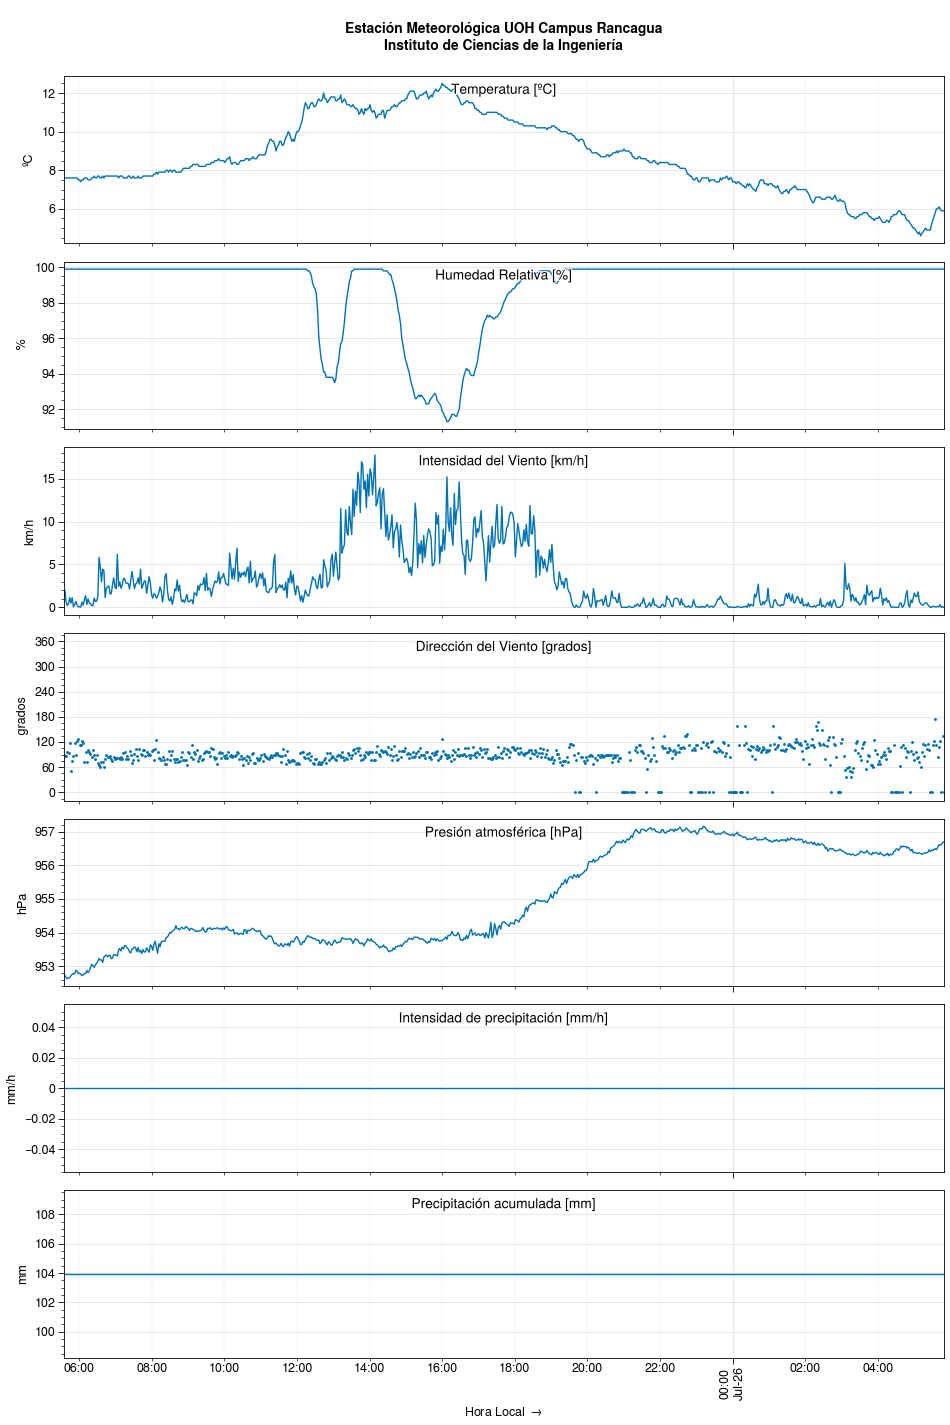 Estación Meteorológica UOH Campus Rancagua
Instituto de Ciencias de la Ingeniería
Temperatura [ºC]
ºC
12
10
8
6
Humedad Relativa [%]
%
100
98
96
94
92
Intensidad del Viento [km/h]
km/h
15
10
5
0
Dirección del Viento [grados]
grados
360
300
240
180
120
60
0
Presión atmosférica [hPa]
hPa
957
956
955
954
953
Intensidad de precipitación [mm/h]
mm/h
0.04
0.02
0
−0.02
−0.04
Precipitación acumulada [mm]
mm
108
106
104
102
100
06:00 08:00 10:00 12:00 14:00 16:00 18:00 20:00 22:00 00:00 02:00 04:00
Jul-26
Hora Local →